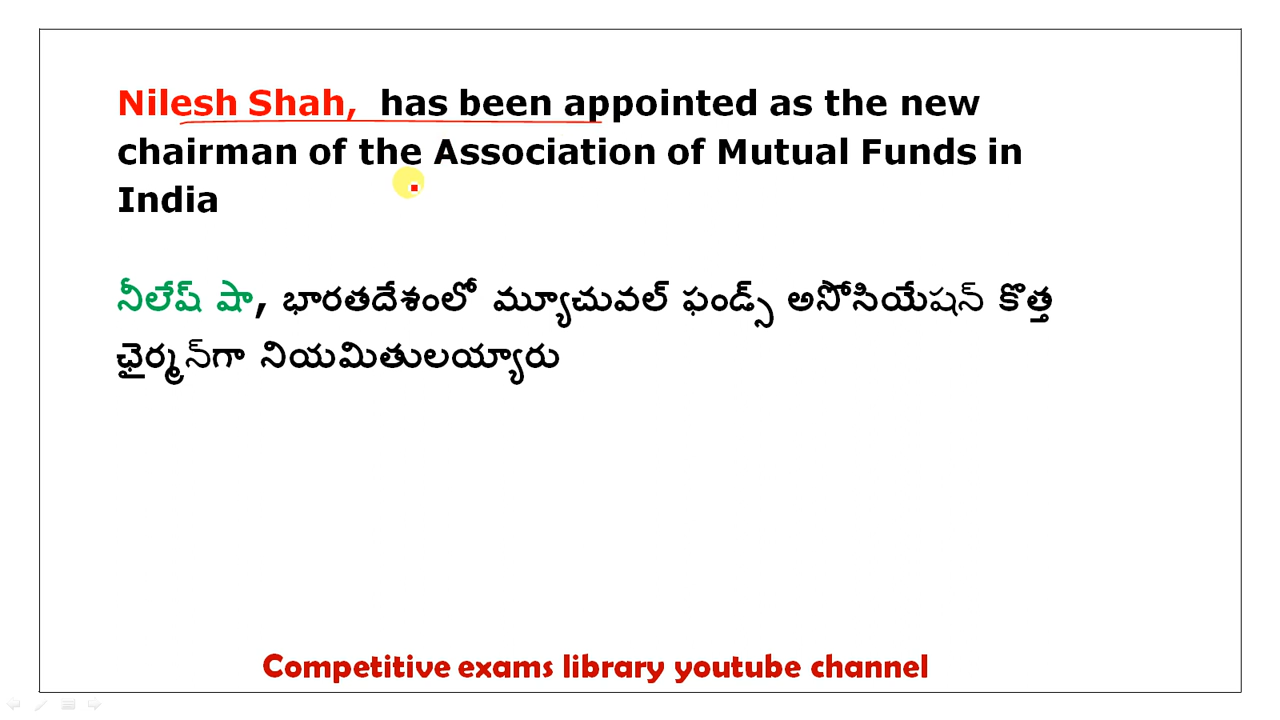 Nilesh Shah, has been appointed as the new
chairman of the Association of Mutual Funds in
India
నీలేష్ షా, భారతదేశంలో మ్యూచువల్ ఫండ్స్ అసోసియేషన్ కొత్త
ఛైర్మన్‌గా నియమితులయ్యారు
Competitive exams library youtube channel